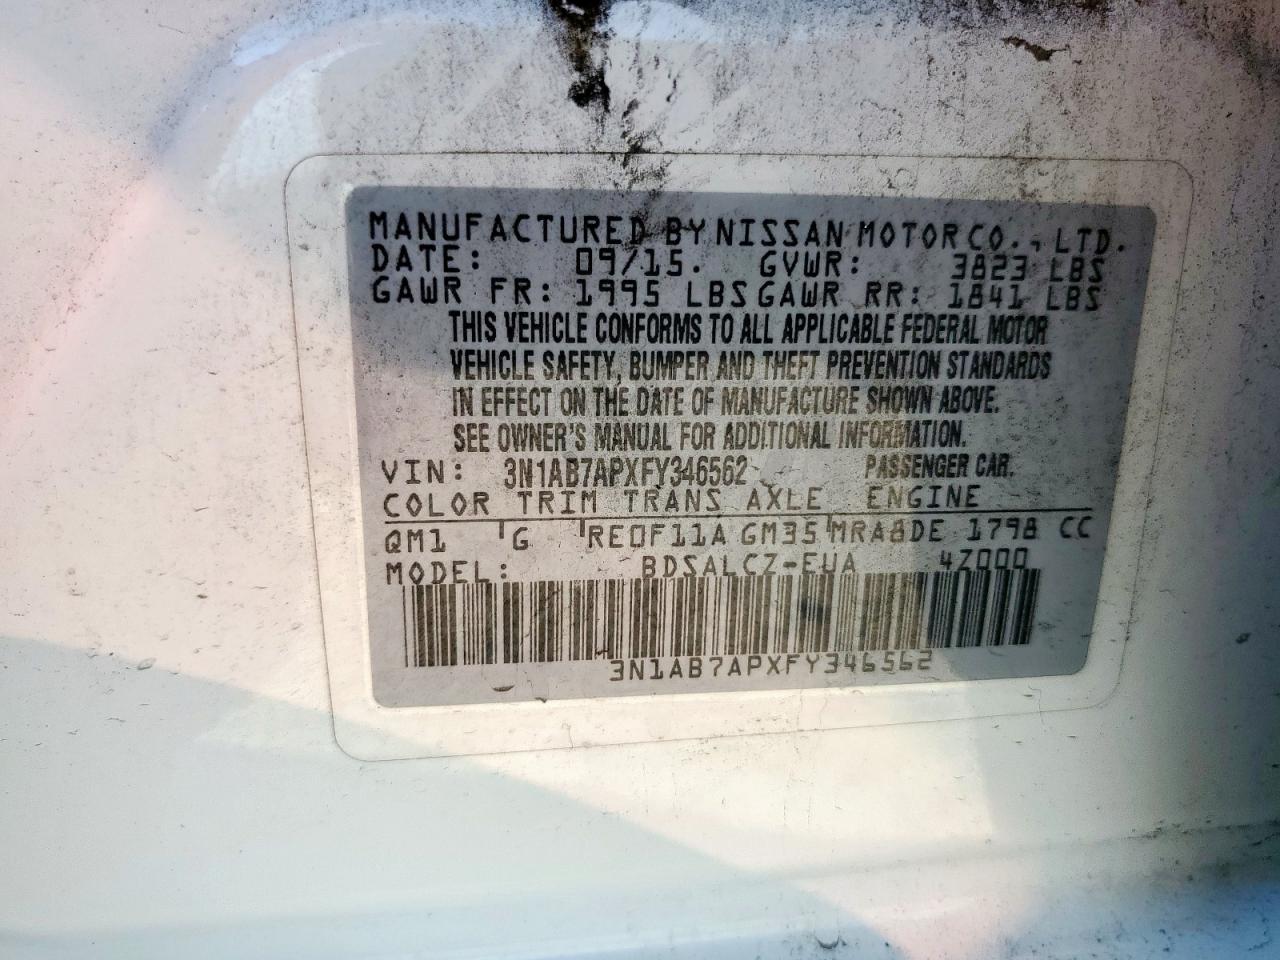 MANUFACTURED BY NISSAN MOTOR CO., LTD.
DATE: 09/15. GVWR: 3823 LBS
GAWR FR: 1995 LBS GAWR RR: 1841 LBS
THIS VEHICLE CONFORMS TO ALL APPLICABLE FEDERAL MOTOR
VEHICLE SAFETY, BUMPER AND THEFT PREVENTION STANDARDS
IN EFFECT ON THE DATE OF MANUFACTURE SHOWN ABOVE.
SEE OWNER'S MANUAL FOR ADDITIONAL INFORMATION.
VIN: 3N1AB7APXFY346562 PASSENGER CAR.
COLOR TRIM TRANS AXLE ENGINE
QM1 G RE0F11A GM35 MRA8DE 1798 CC
MODEL: BDSALCZ-EUA 4Z000
3N1AB7APXFY346562